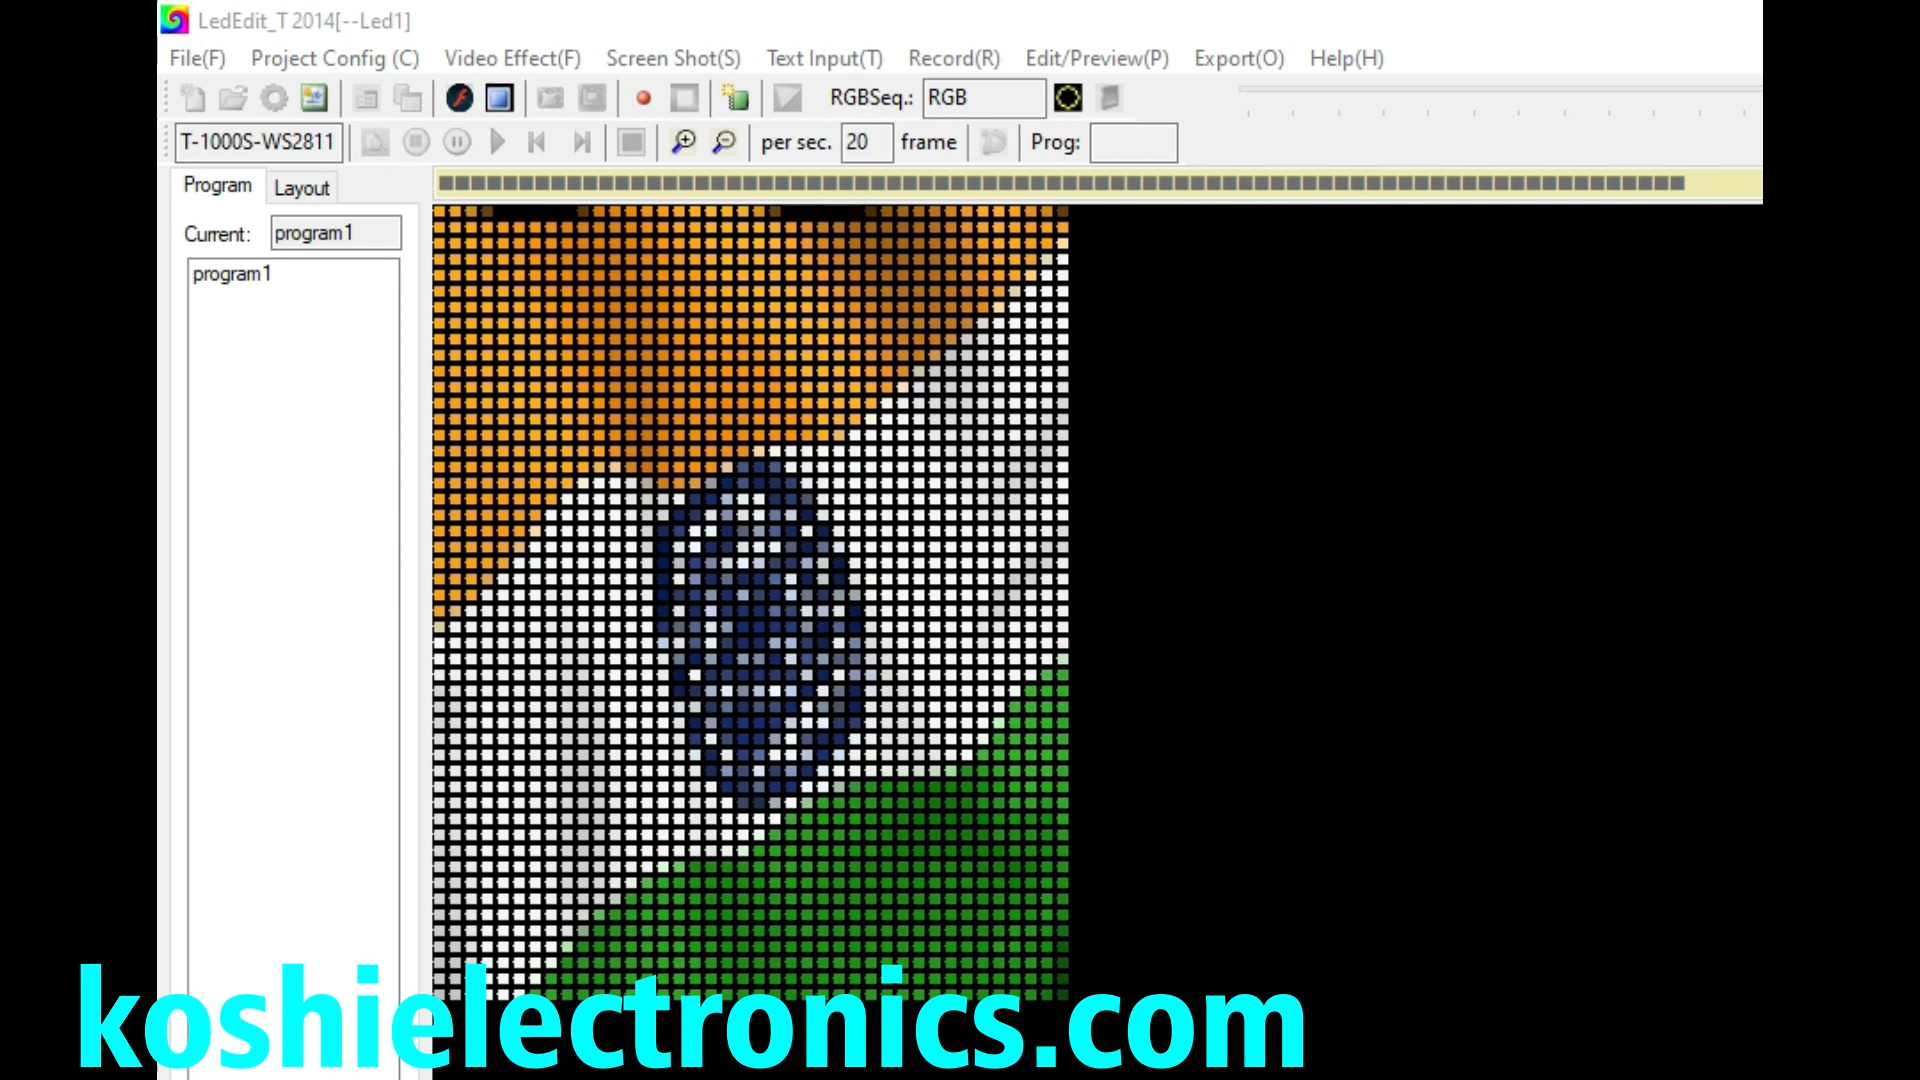 LedEdit_T 2014[--Led1]
File(F) Project Config (C) Video Effect(F) Screen Shot(S) Text Input(T) Record(R) Edit/Preview(P) Export(O) Help(H)
RGBSeq.: RGB
T-1000S-WS2811 per sec. 20 frame Prog:
Program Layout
Current: program1
program1
koshielectronics.com